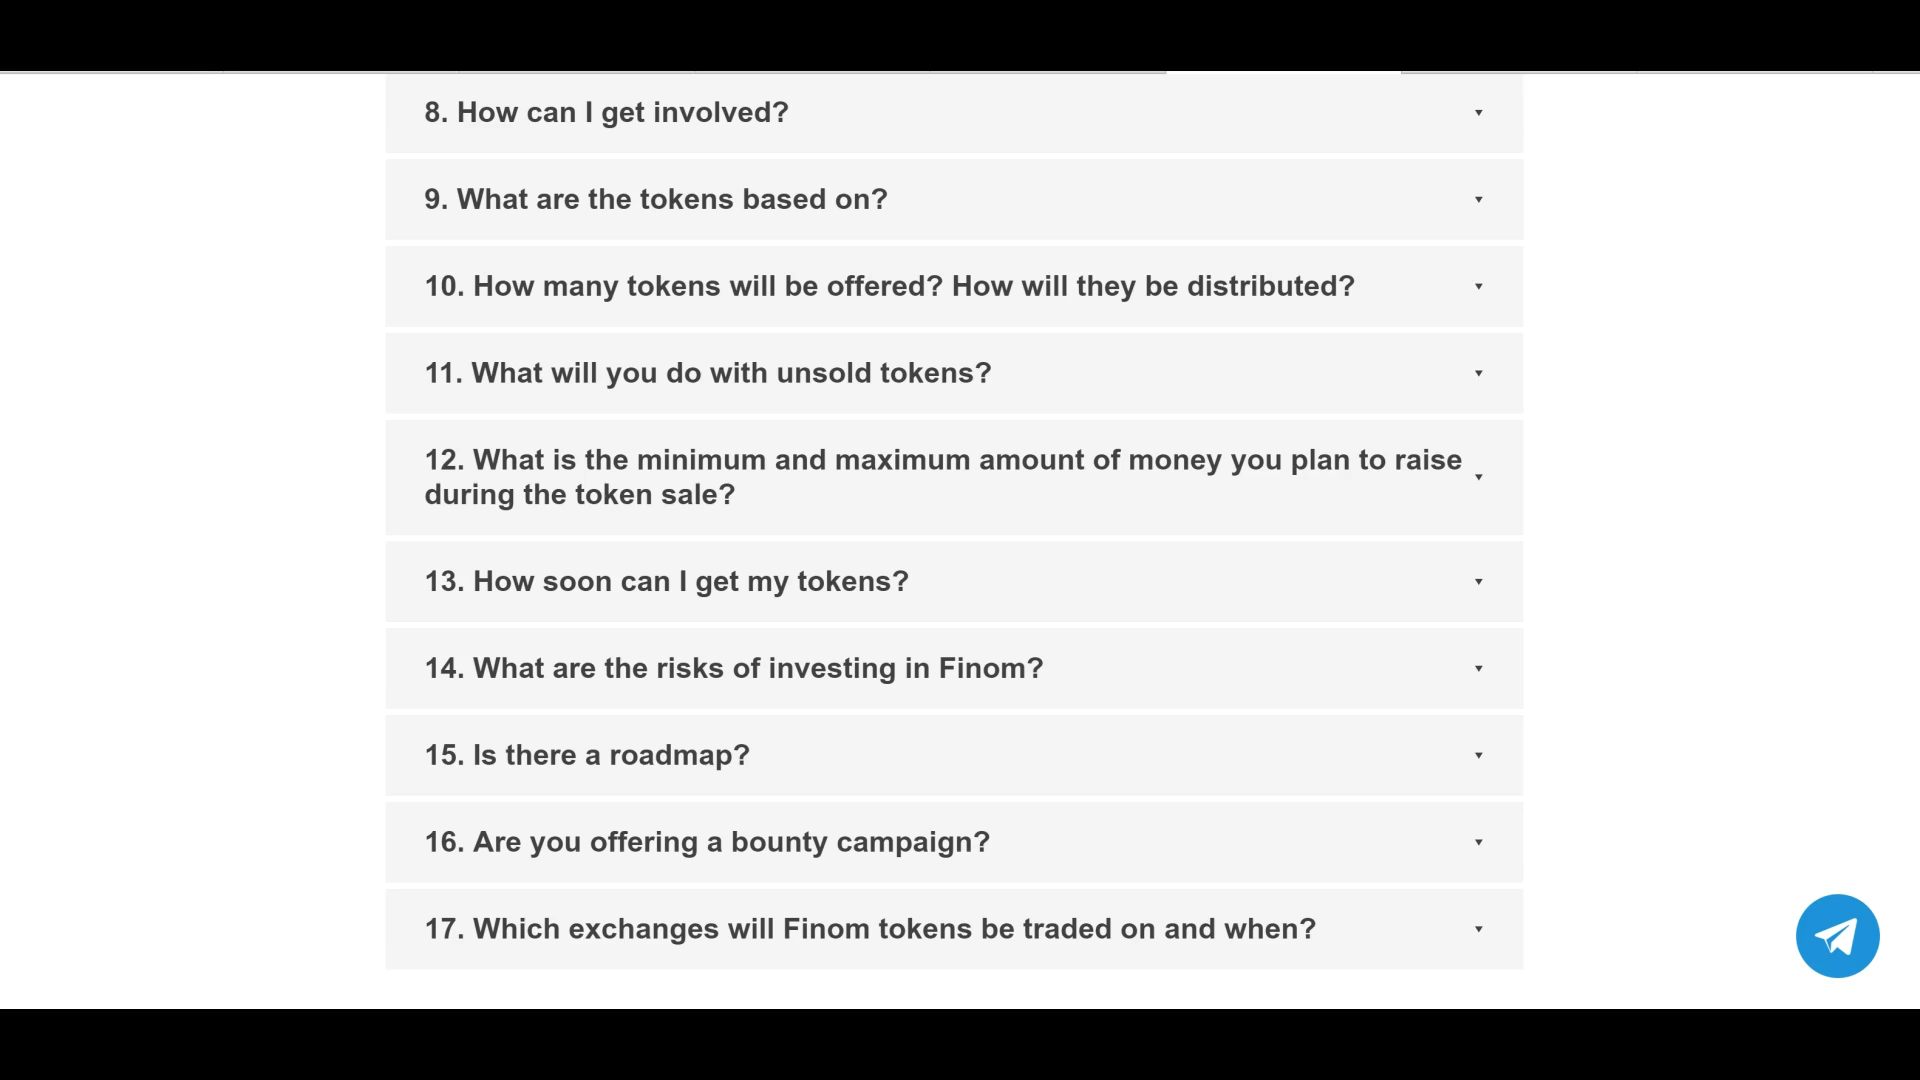 8. How can I get involved?
9. What are the tokens based on?
10. How many tokens will be offered? How will they be distributed?
11. What will you do with unsold tokens?
12. What is the minimum and maximum amount of money you plan to raise
during the token sale?
13. How soon can I get my tokens?
14. What are the risks of investing in Finom?
15. Is there a roadmap?
16. Are you offering a bounty campaign?
17. Which exchanges will Finom tokens be traded on and when?